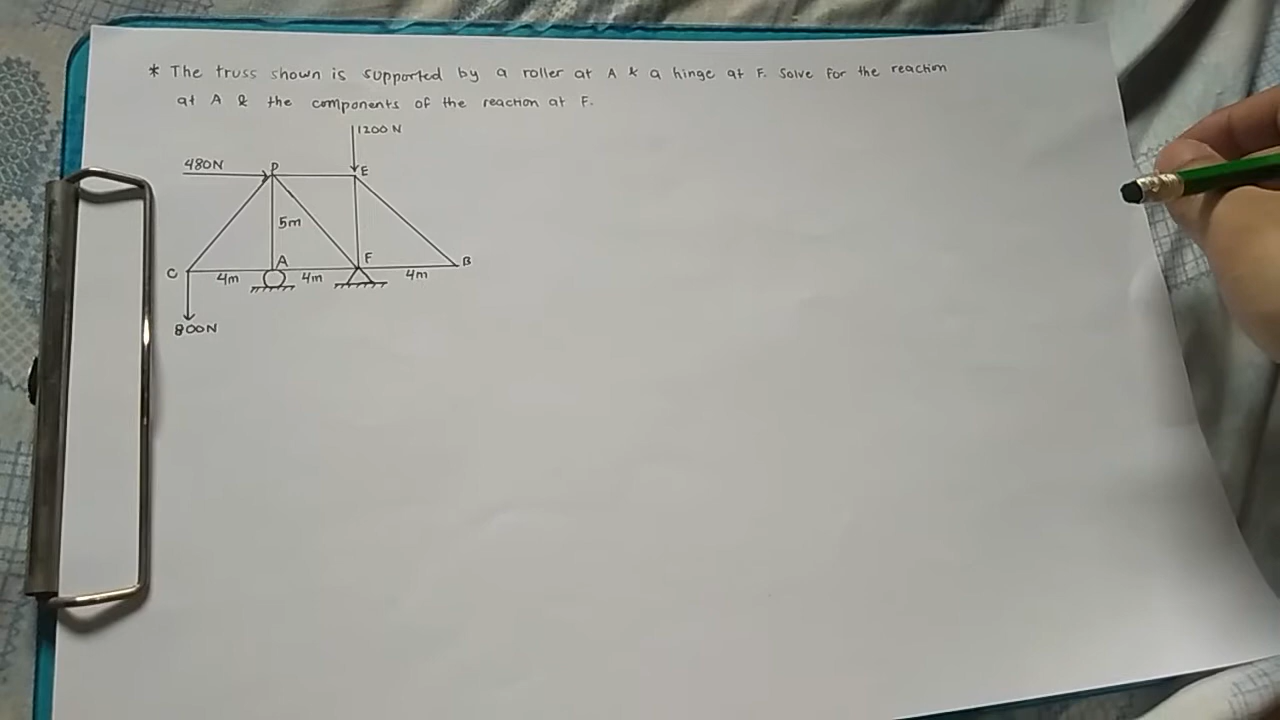 * The truss shown is supported by a roller at A & a hinge at F. Solve for the reaction
at A & the components of the reaction at F.
1200 N
480N
D
E
5m
C
A
F
B
4m
4m
4m
800N